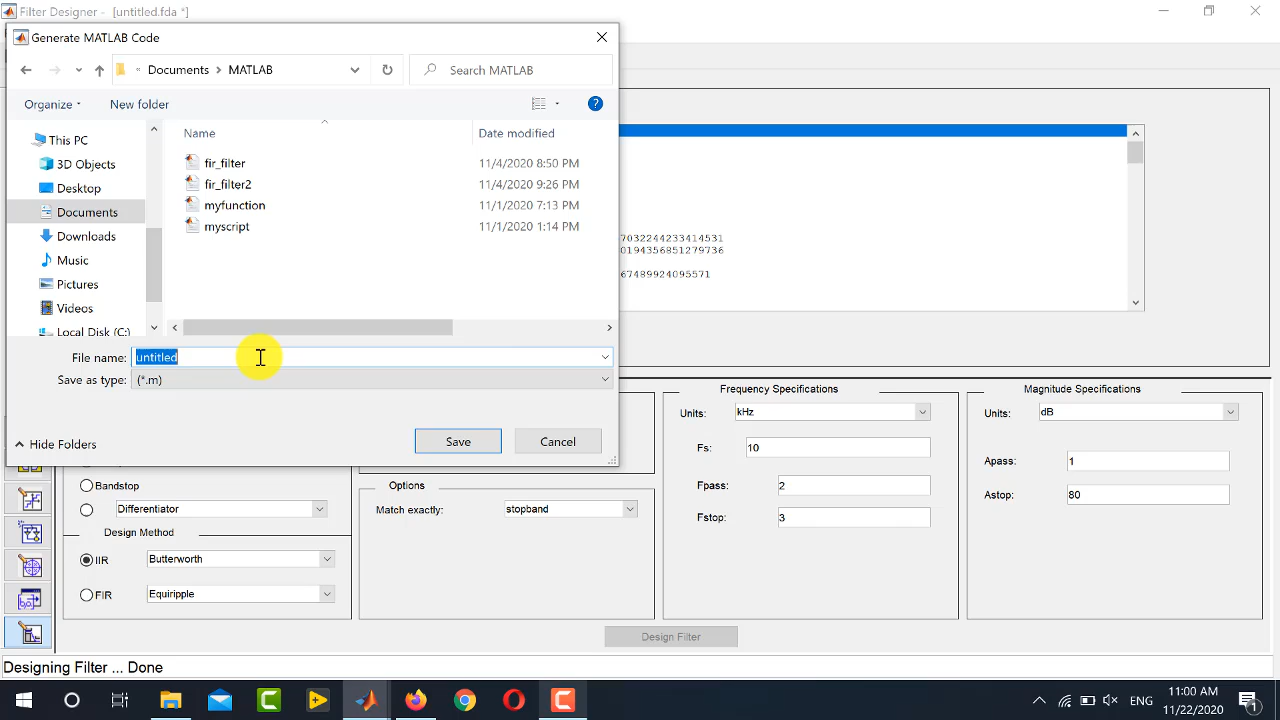 Filter Designer - [untitled.fda *]
Generate MATLAB Code
« Documents > MATLAB
Search MATLAB
Organize
New folder
This PC
3D Objects
Desktop
Documents
Downloads
Music
Pictures
Videos
Local Disk (C:)
Name
Date modified
fir_filter
11/4/2020 8:50 PM
fir_filter2
11/4/2020 9:26 PM
myfunction
11/1/2020 7:13 PM
myscript
11/1/2020 1:14 PM
File name: untitled
Save as type: (*.m)
Hide Folders
Save
Cancel
70322442334 14531
0194356851279736
67489924095571
Bandstop
Differentiator
Design Method
IIR Butterworth
FIR Equiripple
Options
Match exactly: stopband
Frequency Specifications
Units: kHz
Fs: 10
Fpass: 2
Fstop: 3
Magnitude Specifications
Units: dB
Apass: 1
Astop: 80
Design Filter
Designing Filter ... Done
ENG
11:00 AM
11/22/2020
1